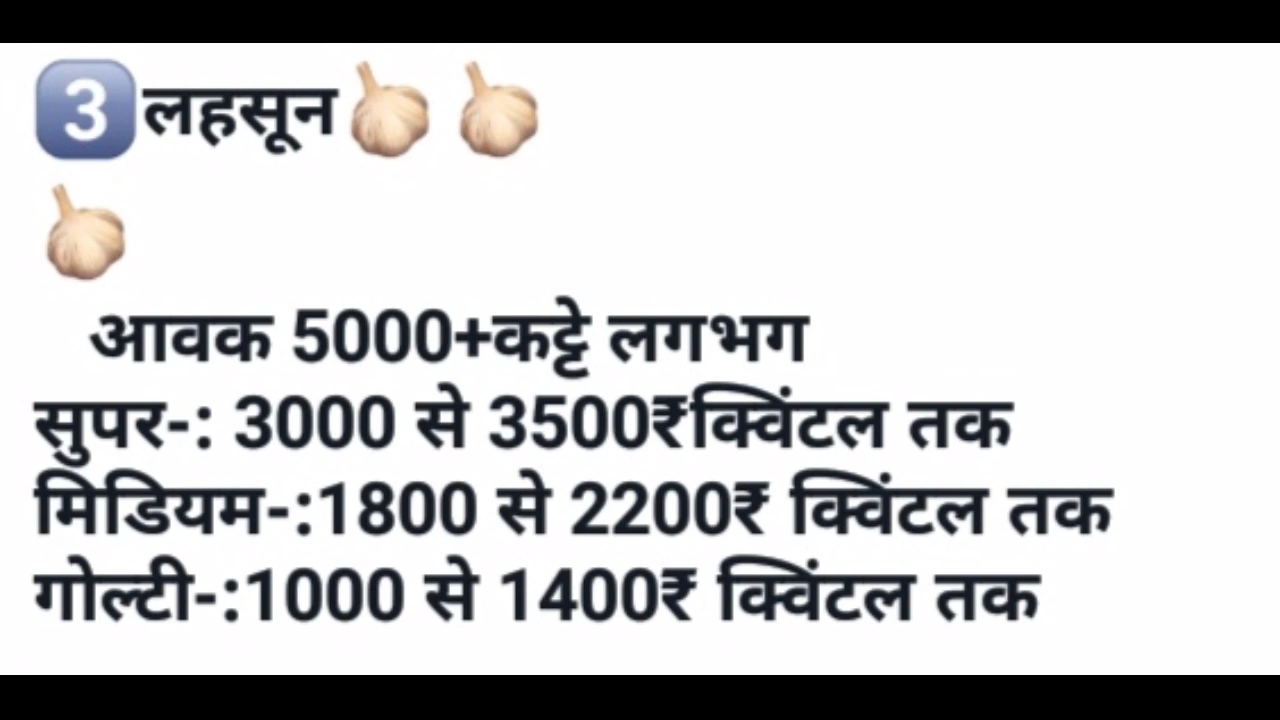 3️⃣लहसून🧄 🧄
🧄
आवक 5000+कट्टे लगभग
सुपर-: 3000 से 3500₹क्विंटल तक
मिडियम-:1800 से 2200₹ क्विंटल तक
गोल्टी-:1000 से 1400₹ क्विंटल तक